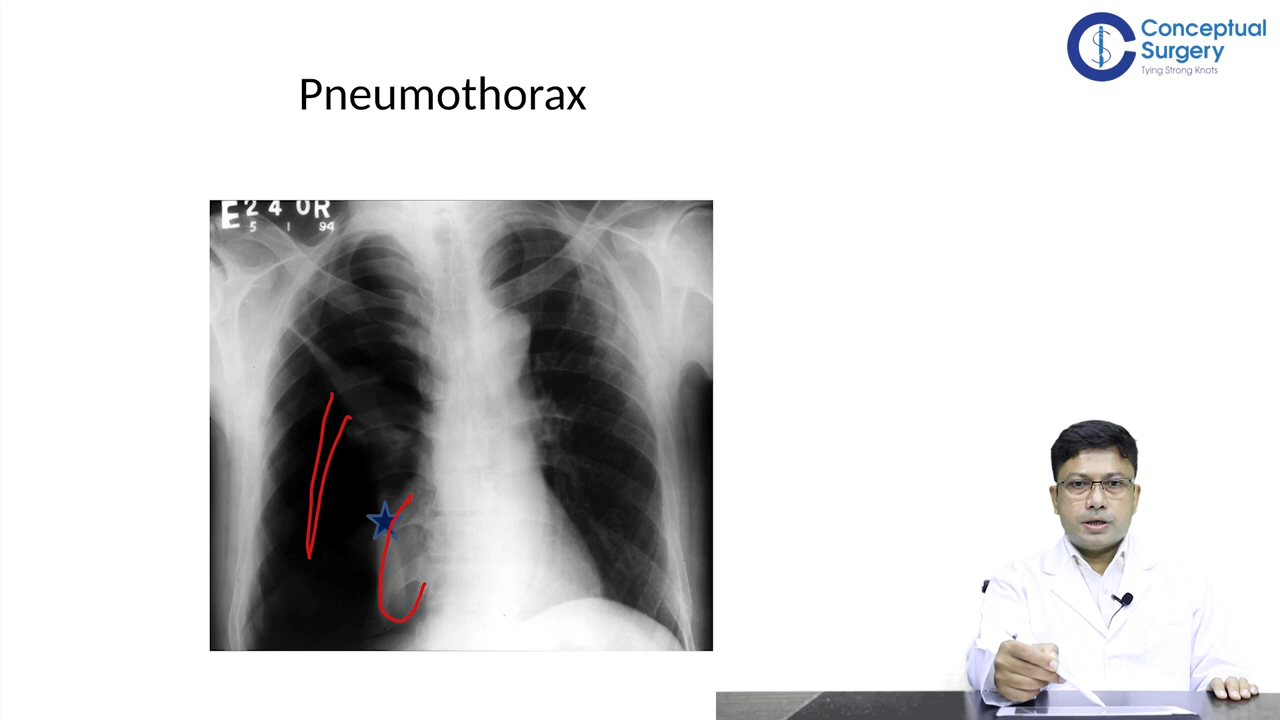 Conceptual
Surgery
Tying Strong Knots
Pneumothorax
E 2 4 0R
5 1 94